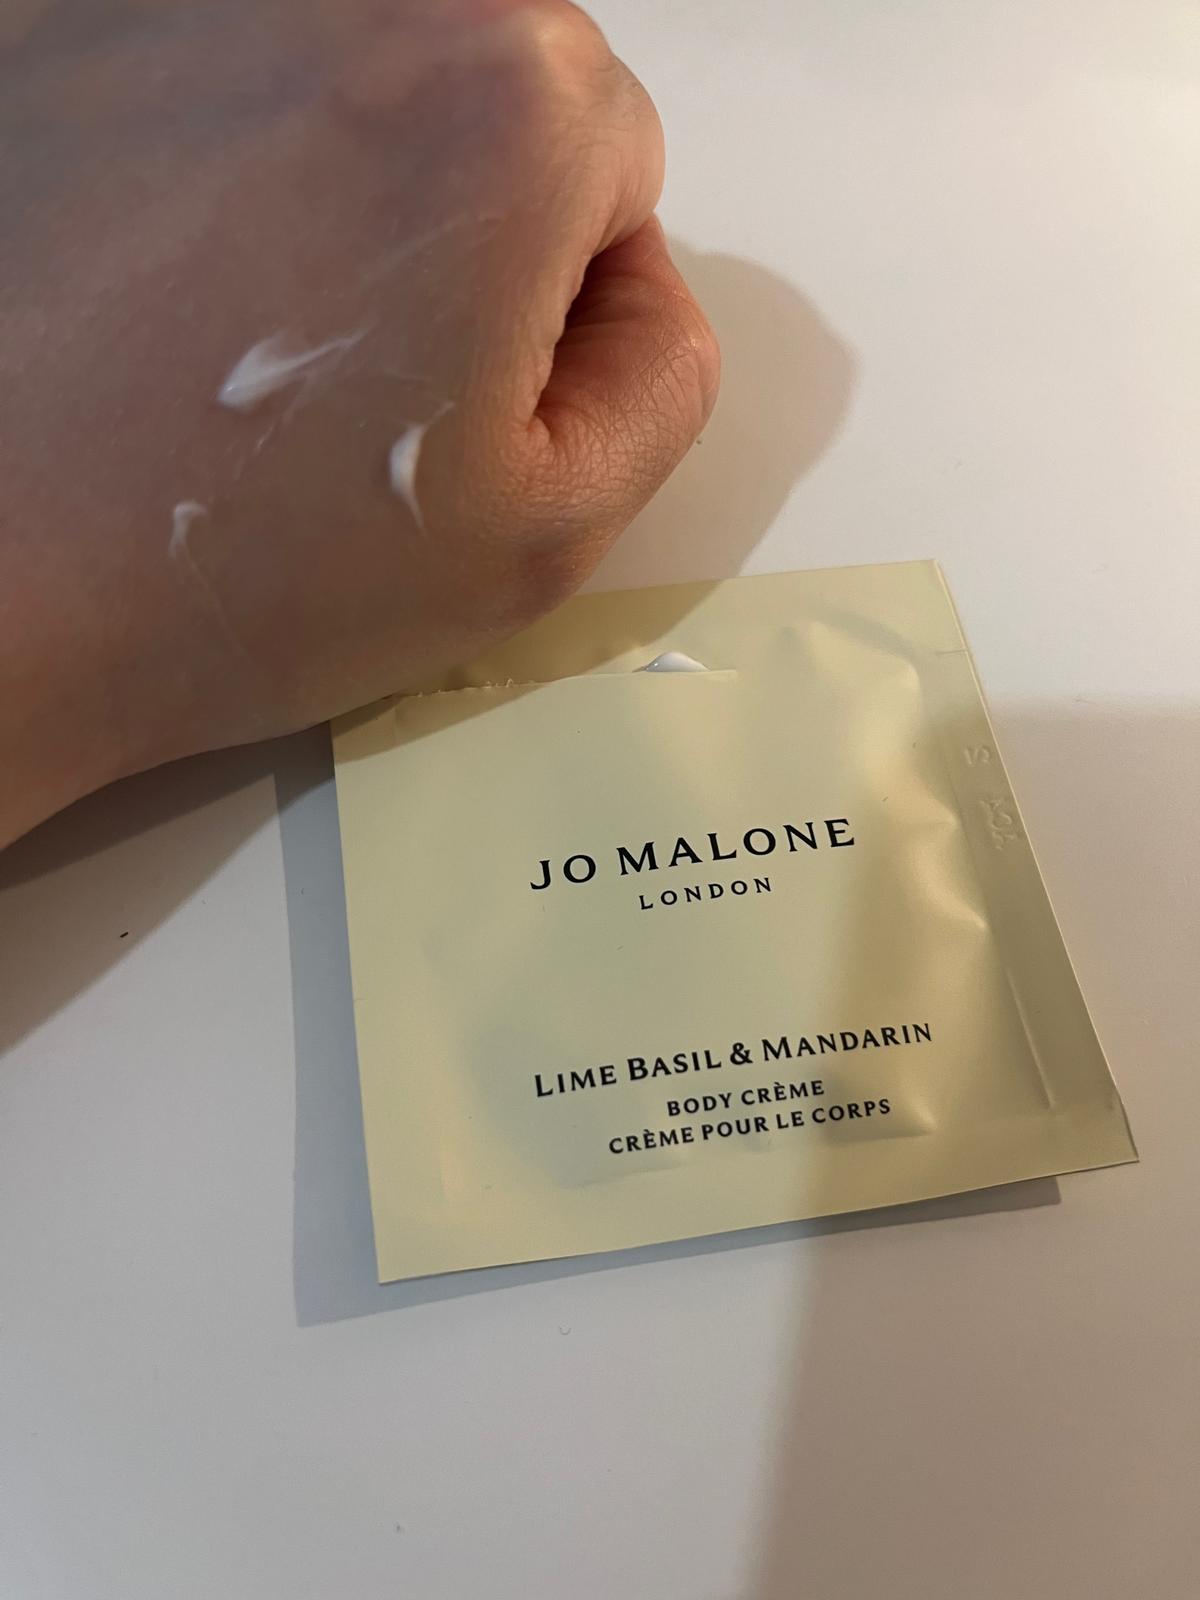 JO MALONE
LONDON
LIME BASIL & MANDARIN
BODY CRÈME
CRÈME POUR LE CORPS